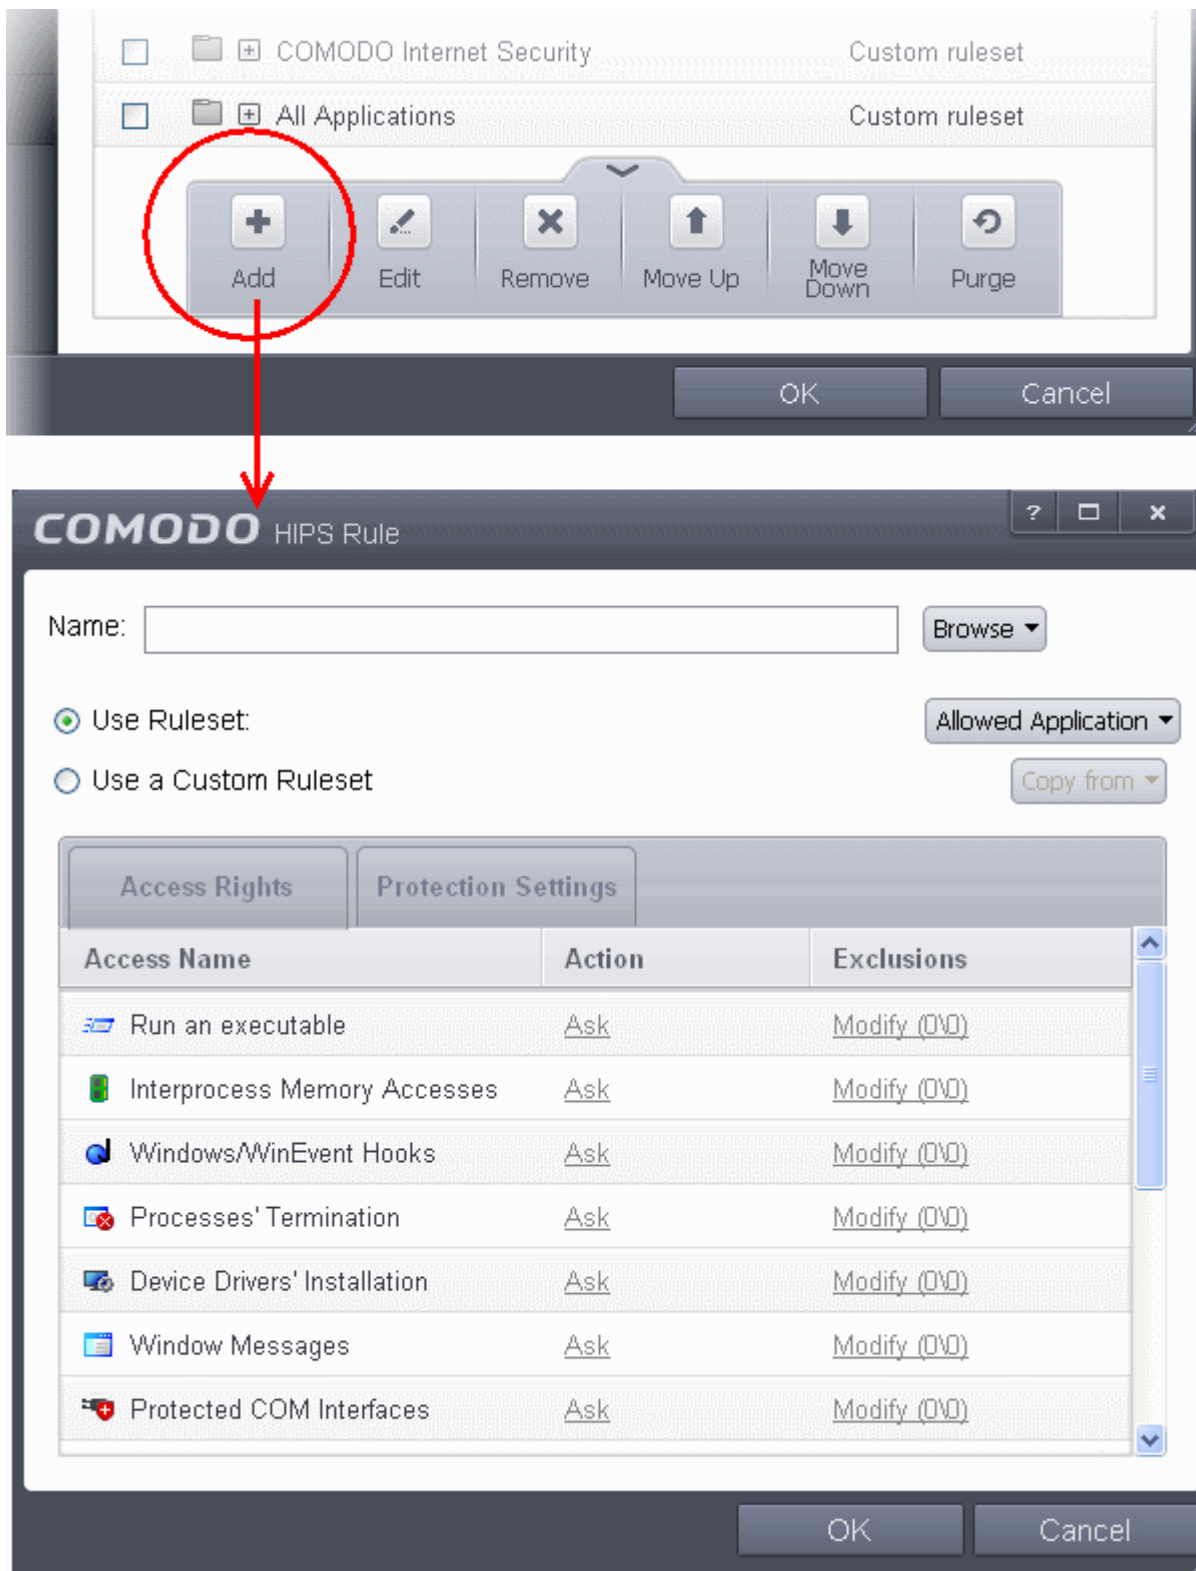 COMODO Internet Security Custom ruleset
All Applications Custom ruleset
Add Edit Remove Move Up Move Down Purge
OK Cancel
COMODO HIPS Rule ?
Name: Browse
Use Ruleset: Allowed Application
Use a Custom Ruleset Copy from
Access Rights Protection Settings
Access Name Action Exclusions
Run an executable Ask Modify (0\0)
Interprocess Memory Accesses Ask Modify (0\0)
Windows/WinEvent Hooks Ask Modify (0\0)
Processes' Termination Ask Modify (0\0)
Device Drivers' Installation Ask Modify (0\0)
Window Messages Ask Modify (0\0)
Protected COM Interfaces Ask Modify (0\0)
OK Cancel